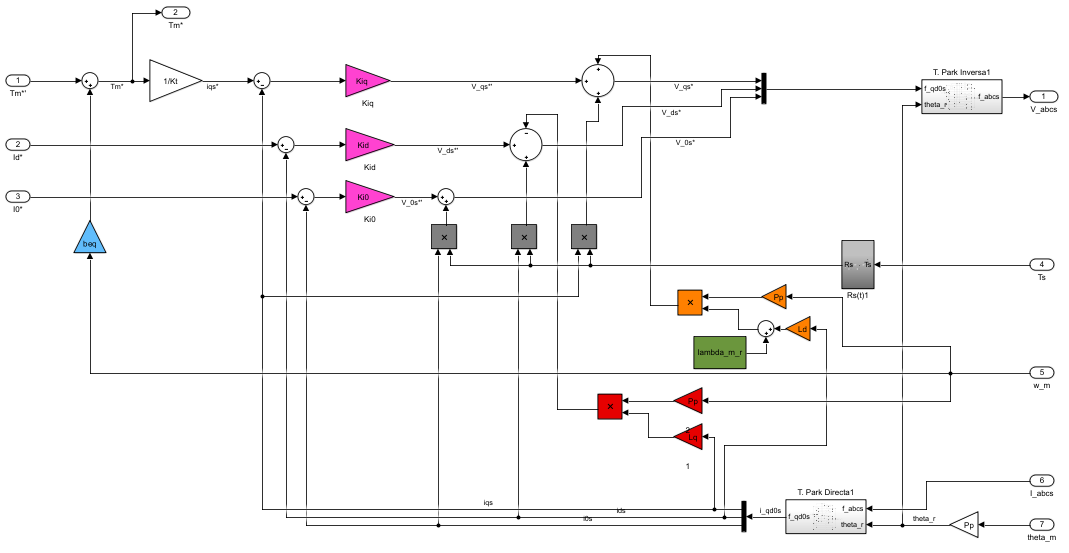 2
Tm*
T. Park Inversa1
1
Tm*'
Tm*
1/Kt
iqs*
Kiq
Kiq
V_qs*'
V_qs*
f_qd0s
theta_r
f_abcs
1
V_abcs
2
Id*
Kid
Kid
V_ds*'
V_ds*
V_0s*
3
I0*
Ki0
Ki0
V_0s*'
beq
×
×
×
Rs
Ts
Rs(t)1
4
Ts
×
Pp
Ld
lambda_m_r
5
w_m
×
Pp
2
Lq
1
6
I_abcs
T. Park Directa1
iqs
ids
i0s
i_qd0s
f_qd0s
f_abcs
theta_r
theta_r
Pp
7
theta_m